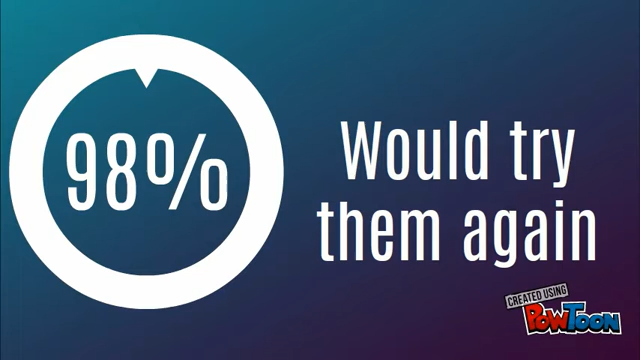 98%
Would try
them again
CREATED USING
POWTOON